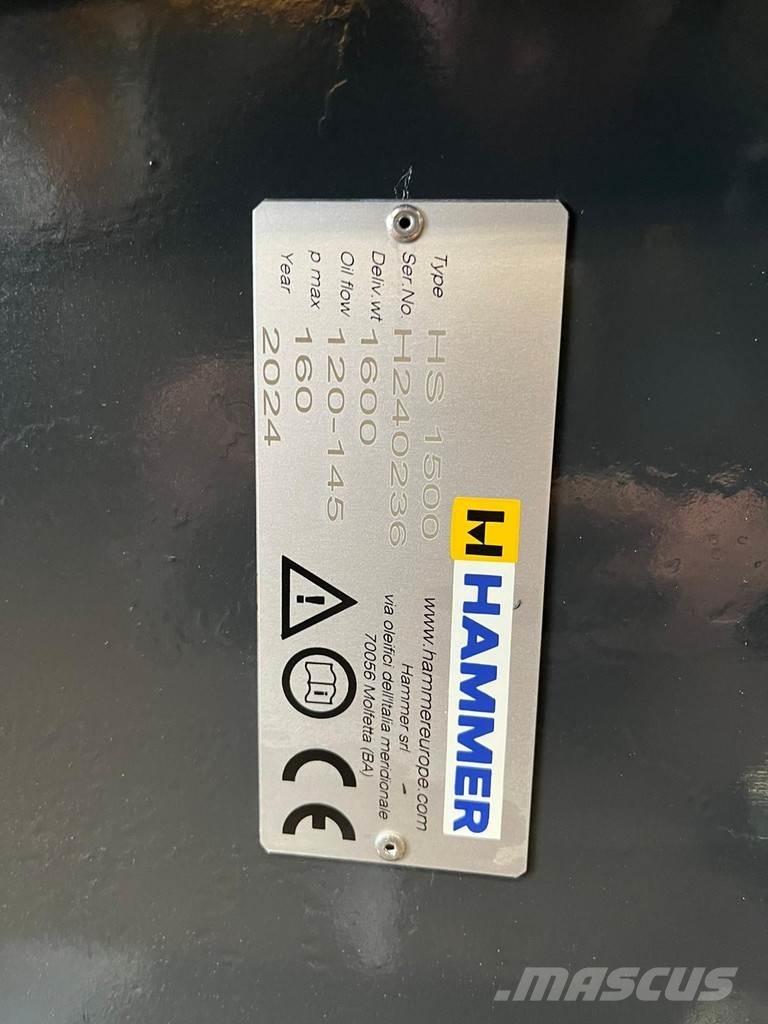 HAMMER
Type HS 1500
Ser.No. H240236
Deliv.wt 1600
Oil flow 120-145
p max 160
Year 2024
www.hammereurope.com
Hammer srl -
via oleifici dell'Italia meridionale
70056 Molfetta (BA)
CE
MASCUS